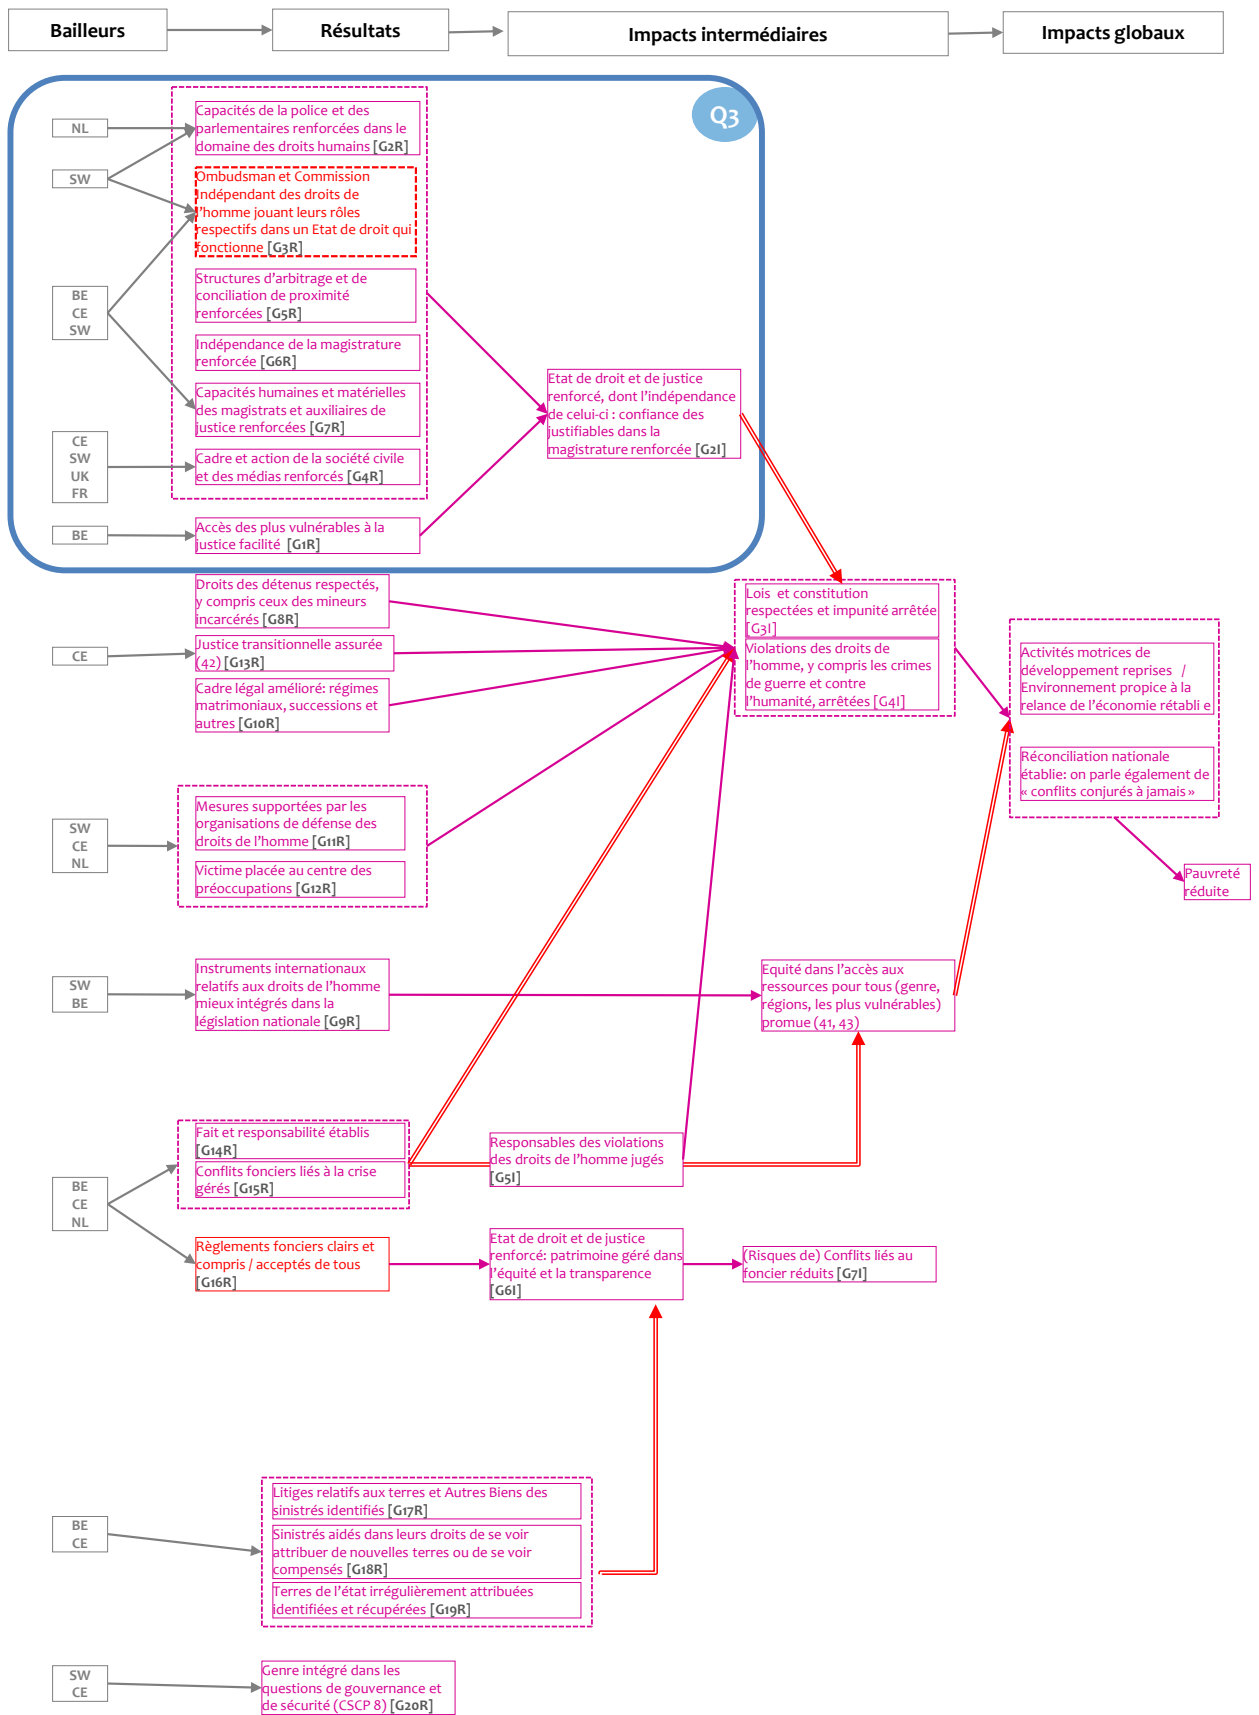 Bailleurs
Résultats
Impacts intermédiaires
Impacts globaux
Q3
NL
Capacités de la police et des
parlementaires renforcées dans le
domaine des droits humains [G2R]
SW
Ombudsman et Commission
Indépendant des droits de
l'homme jouant leurs rôles
respectifs dans un Etat de droit qui
fonctionne [G3R]
BE
CE
SW
Structures d'arbitrage et de
conciliation de proximité
renforcées [G5R]
Indépendance de la magistrature
renforcée [G6R]
Capacités humaines et matérielles
des magistrats et auxiliaires de
justice renforcées [G7R]
Etat de droit et de justice
renforcé, dont l'indépendance
de celui-ci : confiance des
justifiables dans la
magistrature renforcée [G2I]
CE
SW
UK
FR
Cadre et action de la société civile
et des médias renforcés [G4R]
BE
Accès des plus vulnérables à la
justice facilité [G1R]
Droits des détenus respectés,
y compris ceux des mineurs
incarcérés [G8R]
Lois et constitution
respectées et impunité arrêtée
[G3I]
CE
Justice transitionnelle assurée
(42) [G13R]
Violations des droits de
l'homme, y compris les crimes
de guerre et contre
l'humanité, arrêtées [G4I]
Activités motrices de
développement reprises /
Environnement propice à la
relance de l'économie rétabli e
Cadre légal amélioré: régimes
matrimoniaux, successions et
autres [G10R]
Réconciliation nationale
établie: on parle également de
« conflits conjurés à jamais »
SW
CE
NL
Mesures supportées par les
organisations de défense des
droits de l'homme [G11R]
Victime placée au centre des
préoccupations [G12R]
Pauvreté
réduite
SW
BE
Instruments internationaux
relatifs aux droits de l'homme
mieux intégrés dans la
législation nationale [G9R]
Equité dans l'accès aux
ressources pour tous (genre,
régions, les plus vulnérables)
promue (41, 43)
BE
CE
NL
Fait et responsabilité établis
[G14R]
Conflits fonciers liés à la crise
gérés [G15R]
Responsables des violations
des droits de l'homme jugés
[G5I]
Règlements fonciers clairs et
compris / acceptés de tous
[G16R]
Etat de droit et de justice
renforcé: patrimoine géré dans
l'équité et la transparence
[G6I]
(Risques de) Conflits liés au
foncier réduits [G7I]
BE
CE
Litiges relatifs aux terres et Autres Biens des
sinistrés identifiés [G17R]
Sinistrés aidés dans leurs droits de se voir
attribuer de nouvelles terres ou de se voir
compensés [G18R]
Terres de l'état irrégulièrement attribuées
identifiées et récupérées [G19R]
SW
CE
Genre intégré dans les
questions de gouvernance et
de sécurité (CSCP 8) [G20R]